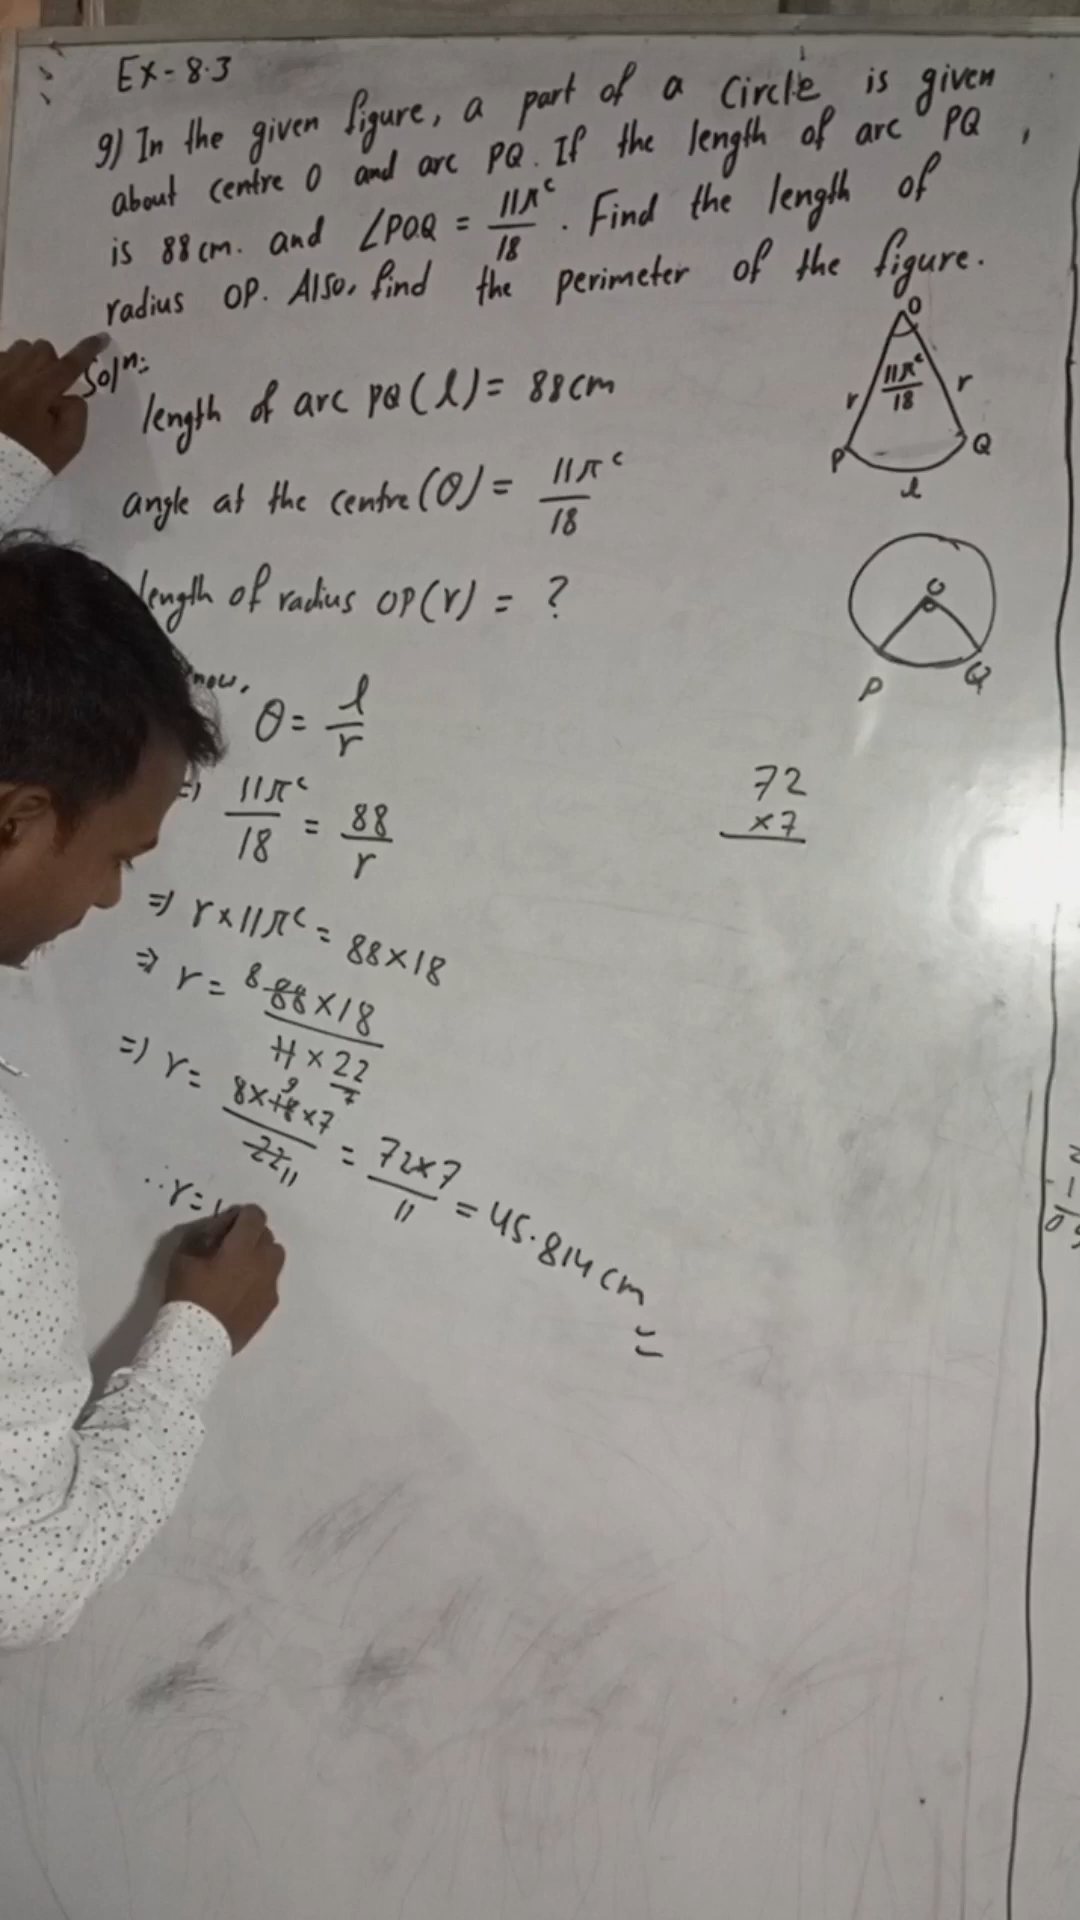 Ex-8.3
9) In the given figure, a part of a circle is given
about centre O and arc PQ. If the length of arc PQ,
is 88 cm. and ∠POQ = 11π^c/18. Find the length of
radius OP. Also, find the perimeter of the figure.
Solⁿ:
length of arc PQ (l) = 88cm
angle at the centre (θ) = 11π^c/18
length of radius OP (r) = ?
now,
θ = l/r
⇒ 11π^c/18 = 88/r
⇒ r×11π^c = 88×18
⇒ r = 8 88×18 / 11×22/7
⇒ r = 8×18 9×7 / 22 11 = 72×7/11 = 45.814 cm
∴ r =
O
11π^c/18
r r
P Q
l
O
P Q
72
×7